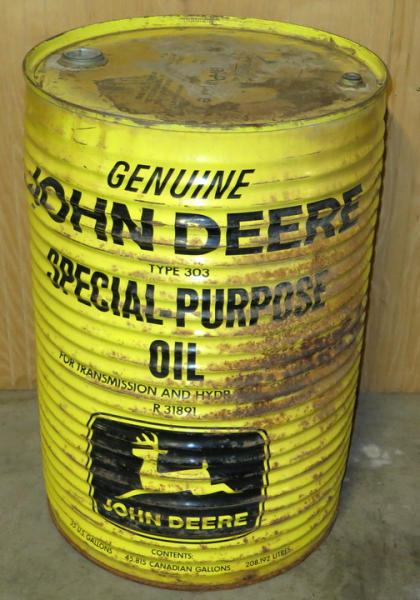 GENUINE
JOHN DEERE
TYPE 303
SPECIAL-PURPOSE
OIL
FOR TRANSMISSION AND HYDR
R 31891
JOHN DEERE
55 U.S. GALLONS
CONTENTS:
45.815 CANADIAN GALLONS
208.192 LITRES